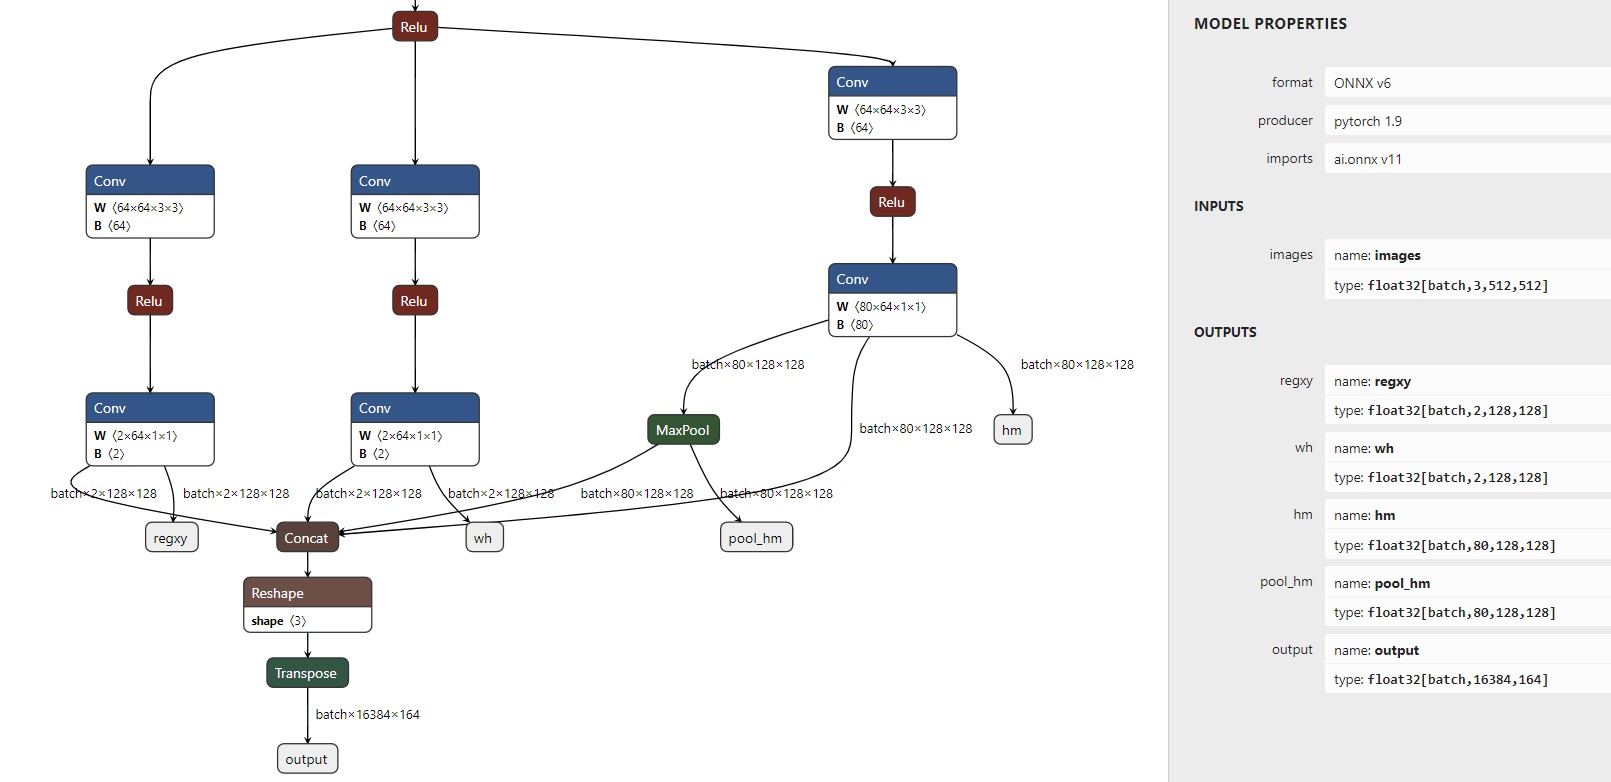 Relu
Conv
W ⟨64×64×3×3⟩
B ⟨64⟩
Conv
W ⟨64×64×3×3⟩
B ⟨64⟩
Conv
W ⟨64×64×3×3⟩
B ⟨64⟩
Relu
Relu
Relu
Conv
W ⟨80×64×1×1⟩
B ⟨80⟩
batch×80×128×128
batch×80×128×128
Conv
W ⟨2×64×1×1⟩
B ⟨2⟩
Conv
W ⟨2×64×1×1⟩
B ⟨2⟩
MaxPool
batch×80×128×128
hm
batch×2×128×128
batch×2×128×128
batch×2×128×128
batch×2×128×128
batch×80×128×128
batch×80×128×128
regxy
Concat
wh
pool_hm
Reshape
shape ⟨3⟩
Transpose
batch×16384×164
output
MODEL PROPERTIES
format ONNX v6
producer pytorch 1.9
imports ai.onnx v11
INPUTS
images name: images
type: float32[batch,3,512,512]
OUTPUTS
regxy name: regxy
type: float32[batch,2,128,128]
wh name: wh
type: float32[batch,2,128,128]
hm name: hm
type: float32[batch,80,128,128]
pool_hm name: pool_hm
type: float32[batch,80,128,128]
output name: output
type: float32[batch,16384,164]